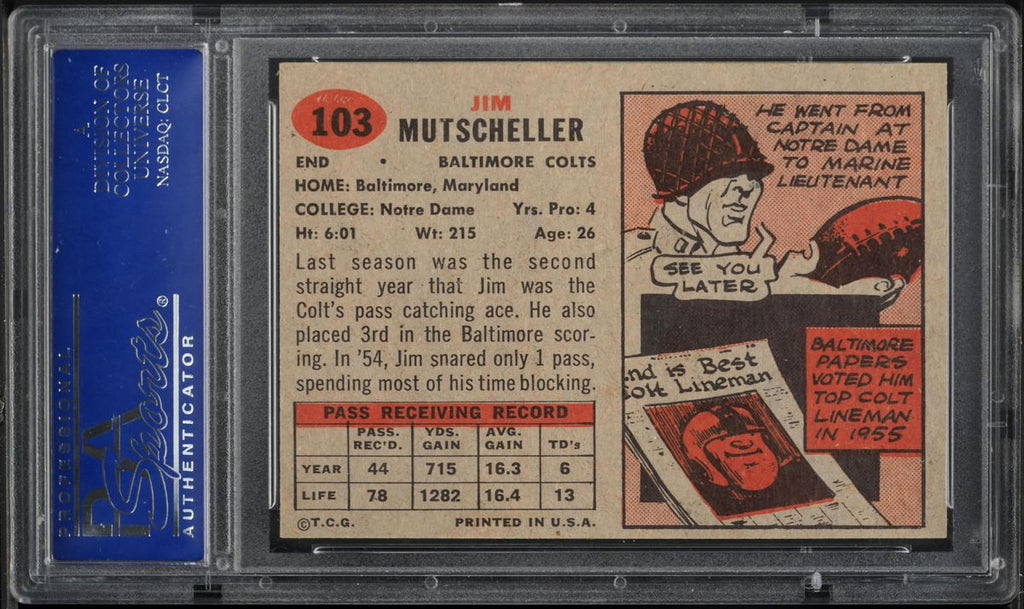 A
DIVISION OF
COLLECTORS
UNIVERSE
NASDAQ: CLCT
PROFESSIONAL
PSA
Sports®
AUTHENTICATOR
103
JIM
MUTSCHELLER
END • BALTIMORE COLTS
HOME: Baltimore, Maryland
COLLEGE: Notre Dame Yrs. Pro: 4
Ht: 6:01 Wt: 215 Age: 26
Last season was the second
straight year that Jim was the
Colt's pass catching ace. He also
placed 3rd in the Baltimore scor-
ing. In '54, Jim snared only 1 pass,
spending most of his time blocking.
PASS RECEIVING RECORD
PASS. REC'D. YDS. GAIN AVG. GAIN TD's
YEAR 44 715 16.3 6
LIFE 78 1282 16.4 13
©T.C.G. PRINTED IN U.S.A.
HE WENT FROM
CAPTAIN AT
NOTRE DAME
TO MARINE
LIEUTENANT
SEE YOU
LATER
BALTIMORE
PAPERS
VOTED HIM
TOP COLT
LINEMAN
IN 1955
nd is Best
Colt Lineman